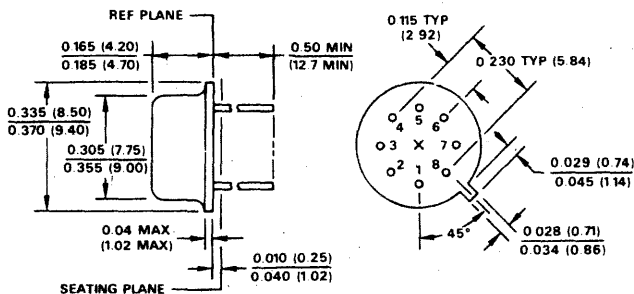 REF PLANE
0.165 (4.20)
0.185 (4.70)
0.50 MIN
(12.7 MIN)
0.335 (8.50)
0.370 (9.40)
0.305 (7.75)
0.355 (9.00)
0.04 MAX
(1.02 MAX)
0.010 (0.25)
0.040 (1.02)
SEATING PLANE
0.115 TYP
(2 92)
0 230 TYP (5.84)
5
4
6
3
X
7
2
1
8
0.029 (0.74)
0.045 (1 14)
45°
0.028 (0.71)
0.034 (0.86)